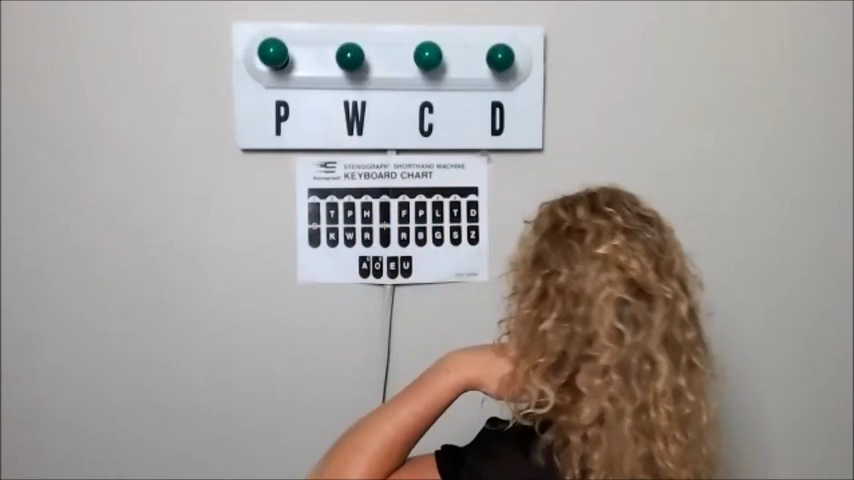 P W C D
STENOGRAPH SHORTHAND MACHINE
KEYBOARD CHART
S T P H * F P L T D
K W R R B G S Z
A O E U